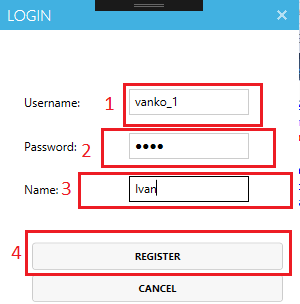 LOGIN
Username: 1 vanko_1
Password: 2 ●●●●
Name: 3 Ivan
4
REGISTER
CANCEL